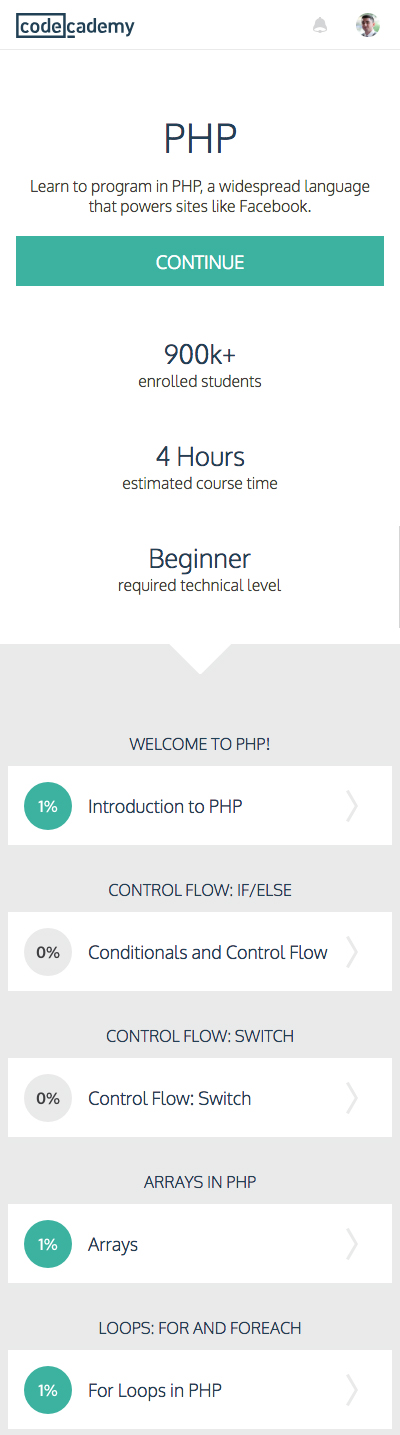 codecademy
PHP
Learn to program in PHP, a widespread language
that powers sites like Facebook.
CONTINUE
900k+
enrolled students
4 Hours
estimated course time
Beginner
required technical level
WELCOME TO PHP!
1% Introduction to PHP
CONTROL FLOW: IF/ELSE
0% Conditionals and Control Flow
CONTROL FLOW: SWITCH
0% Control Flow: Switch
ARRAYS IN PHP
1% Arrays
LOOPS: FOR AND FOREACH
1% For Loops in PHP